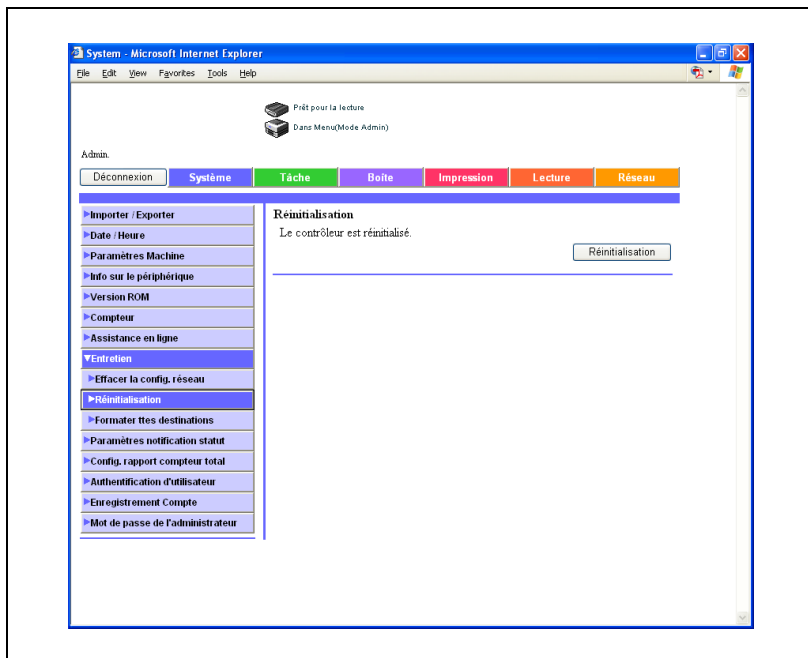 System - Microsoft Internet Explorer
File Edit View Favorites Tools Help
Prêt pour la lecture
Dans Menu(Mode Admin)
Admin.
Déconnexion Système Tâche Boîte Impression Lecture Réseau
Importer / Exporter
Date / Heure
Paramètres Machine
Info sur le périphérique
Version ROM
Compteur
Assistance en ligne
Entretien
Effacer la config. réseau
Réinitialisation
Formater ttes destinations
Paramètres notification statut
Config. rapport compteur total
Authentification d'utilisateur
Enregistrement Compte
Mot de passe de l'administrateur
Réinitialisation
Le contrôleur est réinitialisé.
Réinitialisation